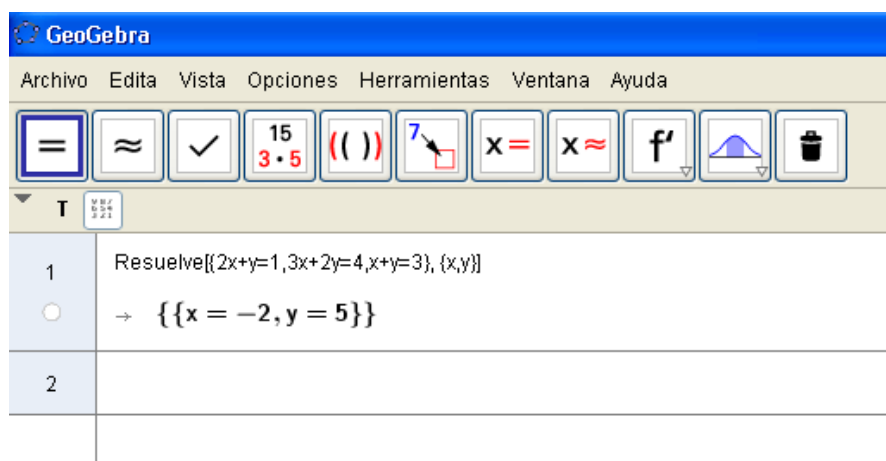 GeoGebra
Archivo Edita Vista Opciones Herramientas Ventana Ayuda
= ≈ ✓ 15 3 • 5 (( )) 7 x = x ≈ f'
T
1 Resuelve[{2x+y=1,3x+2y=4,x+y=3}, {x,y}]
→ {{x = −2, y = 5}}
2